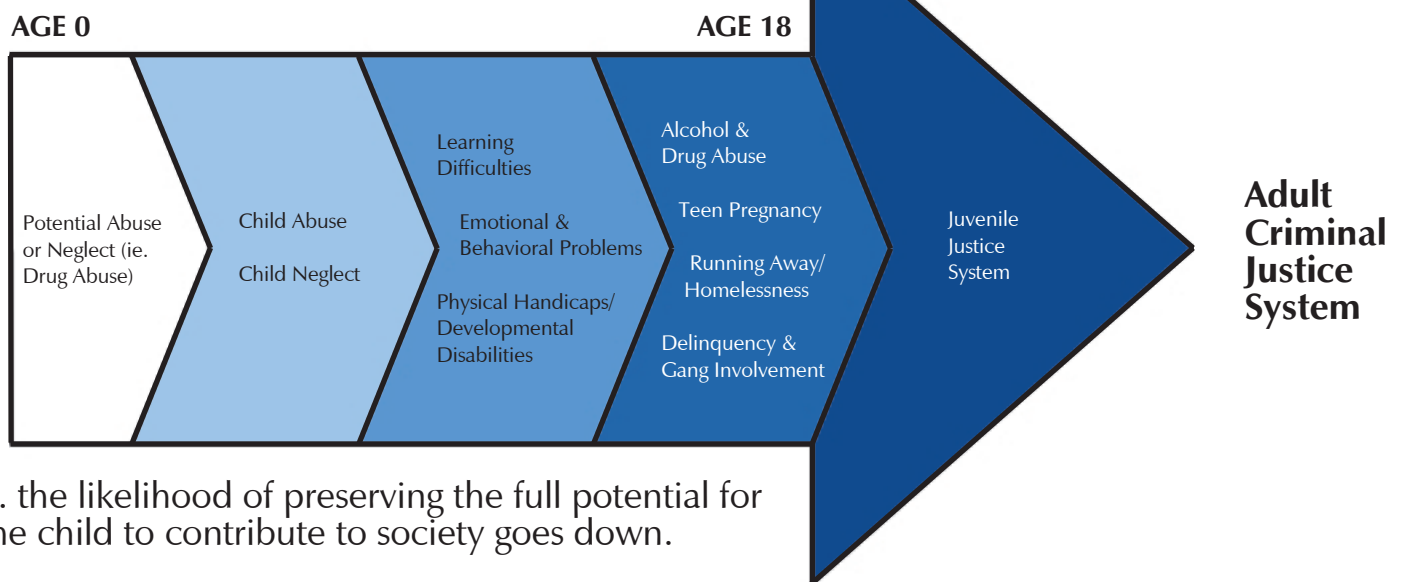 AGE 0
AGE 18
Potential Abuse
or Neglect (ie.
Drug Abuse)
Child Abuse
Child Neglect
Learning
Difficulties
Emotional &
Behavioral Problems
Physical Handicaps/
Developmental
Disabilities
Alcohol &
Drug Abuse
Teen Pregnancy
Running Away/
Homelessness
Delinquency &
Gang Involvement
Juvenile
Justice
System
Adult
Criminal
Justice
System
. the likelihood of preserving the full potential for
child to contribute to society goes down.